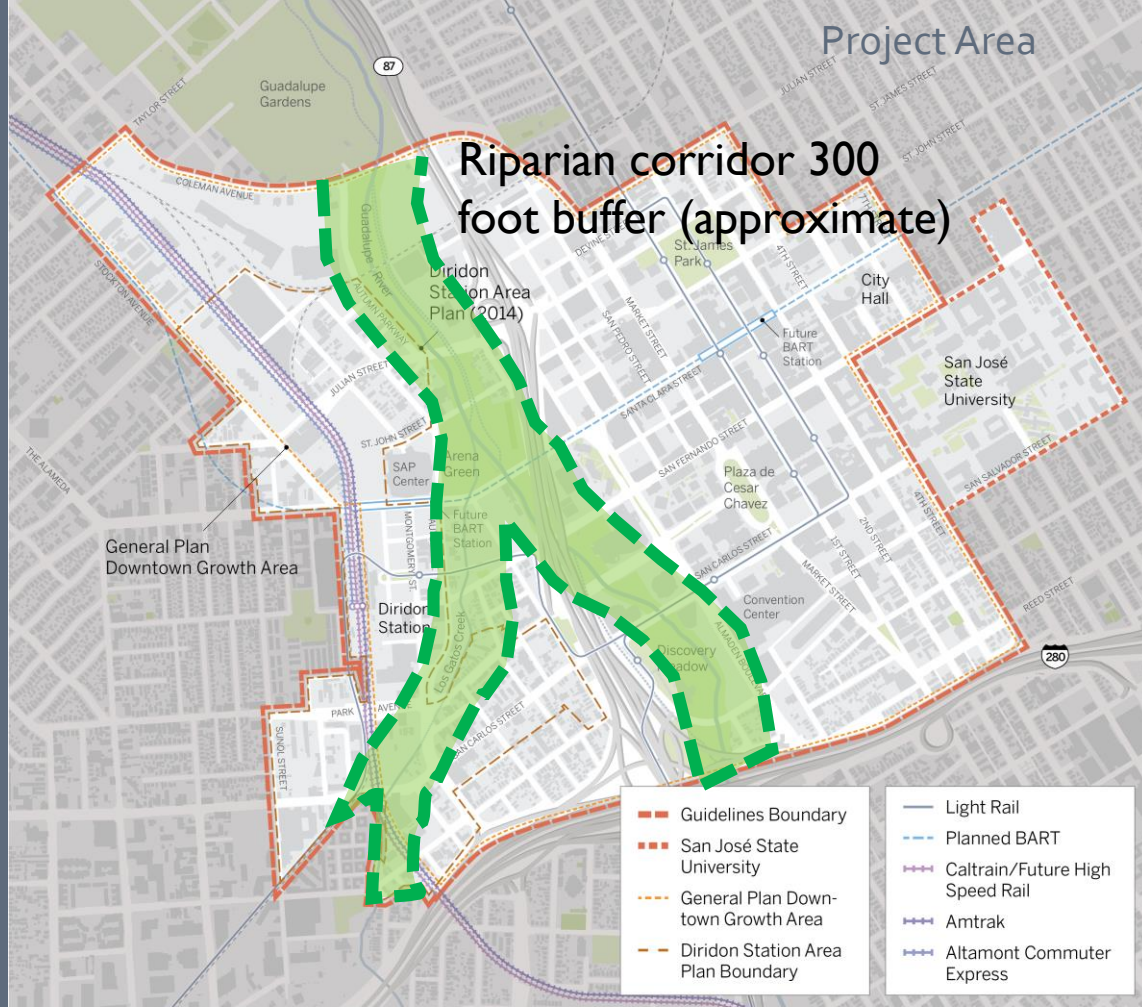 Project Area
87
Riparian corridor 300
foot buffer (approximate)
Guadalupe
Gardens
TAYLOR STREET
COLEMAN AVENUE
STOCKTON AVENUE
Guadalupe River
AUTUMN PARKWAY
Diridon
Station Area
Plan (2014)
JULIAN STREET
ST. JAMES STREET
ST. JOHN STREET
DEVINE STREET
St. James
Park
4TH STREET
City
Hall
MARKET STREET
SAN PEDRO STREET
Future
BART
Station
SANTA CLARA STREET
San José
State
University
JULIAN STREET
ST. JOHN STREET
SAP
Center
Arena
Green
SAN FERNANDO STREET
Plaza de
Cesar
Chavez
SAN SALVADOR STREET
THE ALAMEDA
General Plan
Downtown Growth Area
MONTGOMERY ST.
Future
BART
Station
Diridon
Station
Los Gatos Creek
SAN CARLOS STREET
Convention
Center
1ST STREET
2ND STREET
4TH STREET
MARKET STREET
REED STREET
280
Discovery
Meadow
ALMADEN BOULEVARD
PARK AVENUE
SAN CARLOS STREET
SUNOL STREET
Guidelines Boundary
San José State
University
General Plan Down-
town Growth Area
Diridon Station Area
Plan Boundary
Light Rail
Planned BART
Caltrain/Future High
Speed Rail
Amtrak
Altamont Commuter
Express